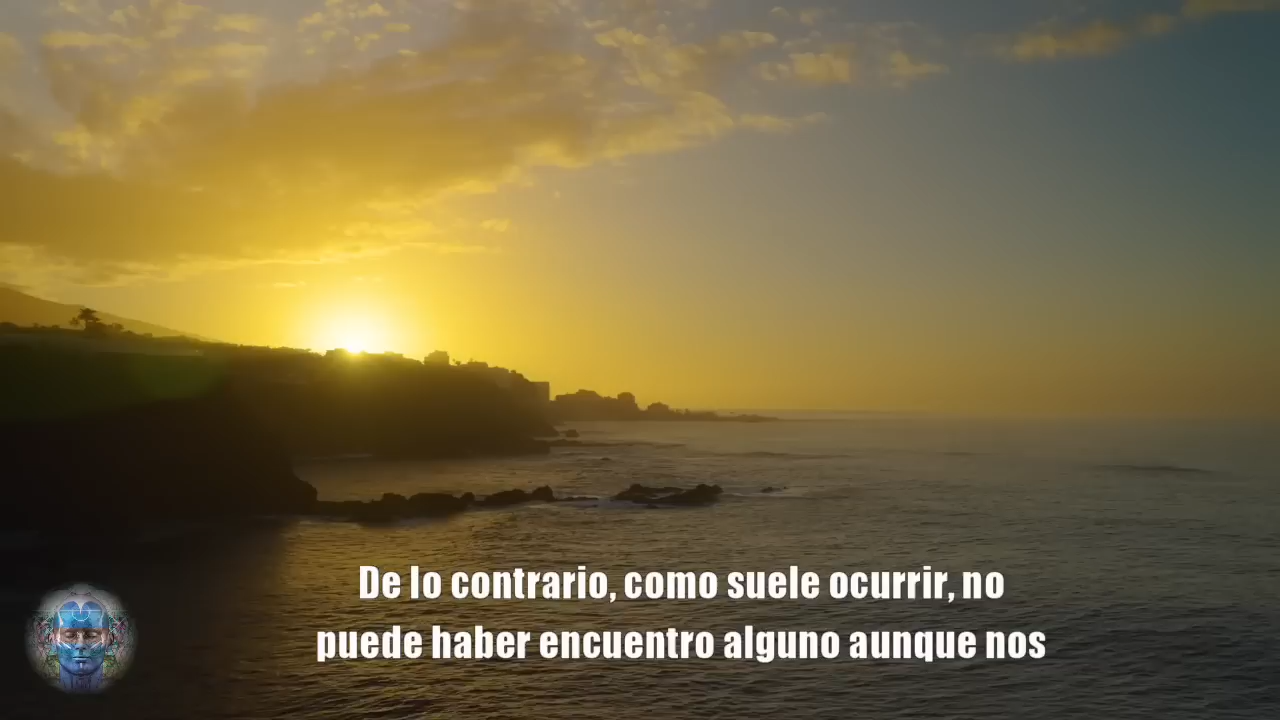 De lo contrario, como suele ocurrir, no
puede haber encuentro alguno aunque nos